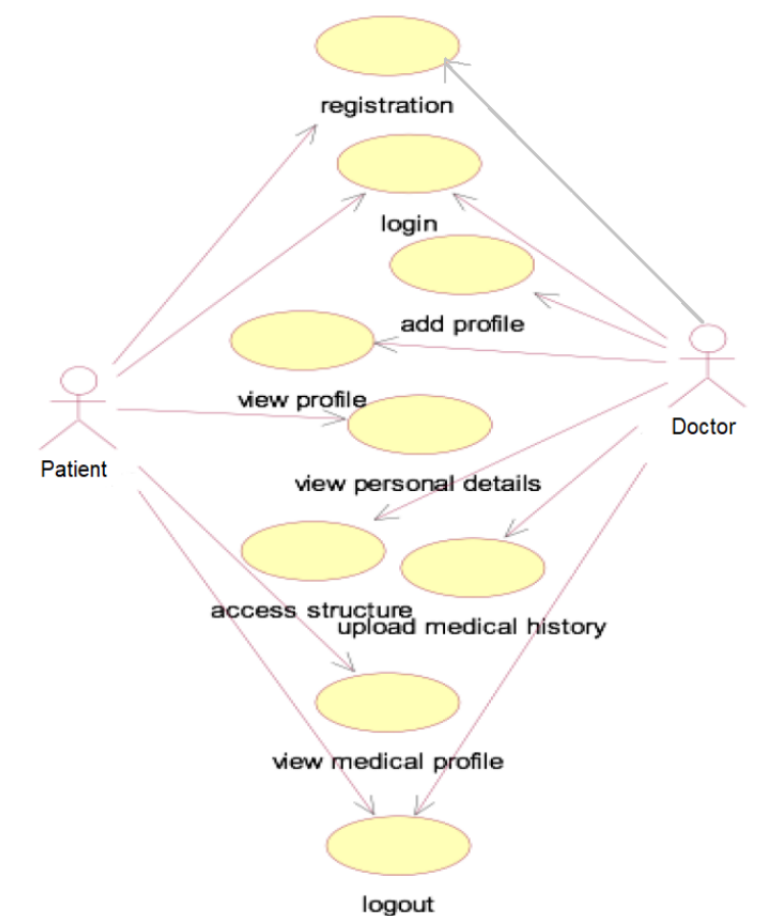 registration
login
add profile
view profile
Doctor
Patient
view personal details
access structure
upload medical history
view medical profile
logout